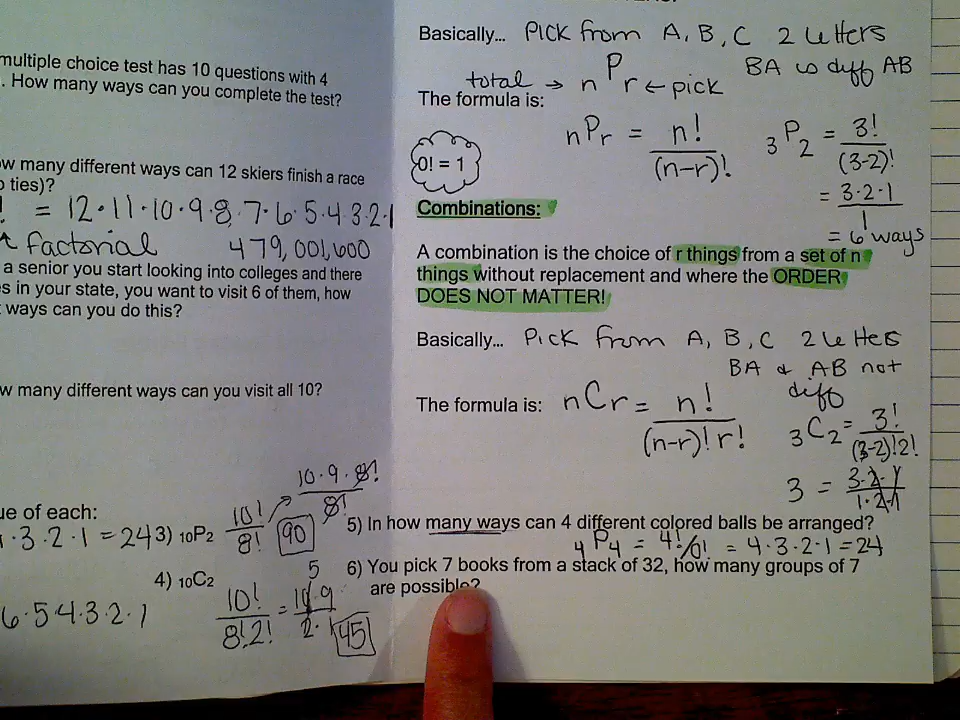 multiple choice test has 10 questions with 4
. How many ways can you complete the test?
ow many different ways can 12 skiers finish a race
o ties)?
! = 12·11·10·9·8·7·6·5·4·3·2·1
factorial 479,001,600
a senior you start looking into colleges and there
es in your state, you want to visit 6 of them, how
ways can you do this?
ow many different ways can you visit all 10?
ue of each:
·3·2·1 = 24
3) 10P2 10!/8! → 10·9·8!/8! 90
4) 10C2 10!/8!2! = 10·9/2·1 5 45
6·5·4·3·2·1
Basically... Pick from A, B, C 2 letters
BA is diff AB
total → nPr ← pick
The formula is:
nPr = n!/(n-r)!
3P2 = 3!/(3-2)!
= 3·2·1/1
= 6 ways
0! = 1
Combinations:
A combination is the choice of r things from a set of n
things without replacement and where the ORDER
DOES NOT MATTER!
Basically... Pick from A, B, C 2 letters
BA & AB not
diff
The formula is: nCr = n!/(n-r)!r!
3C2 = 3!/(3-2)!2!
3 = 3·2·1/1·2·1
5) In how many ways can 4 different colored balls be arranged?
4P4 = 4!/0! = 4·3·2·1 = 24
6) You pick 7 books from a stack of 32, how many groups of 7
are possible?